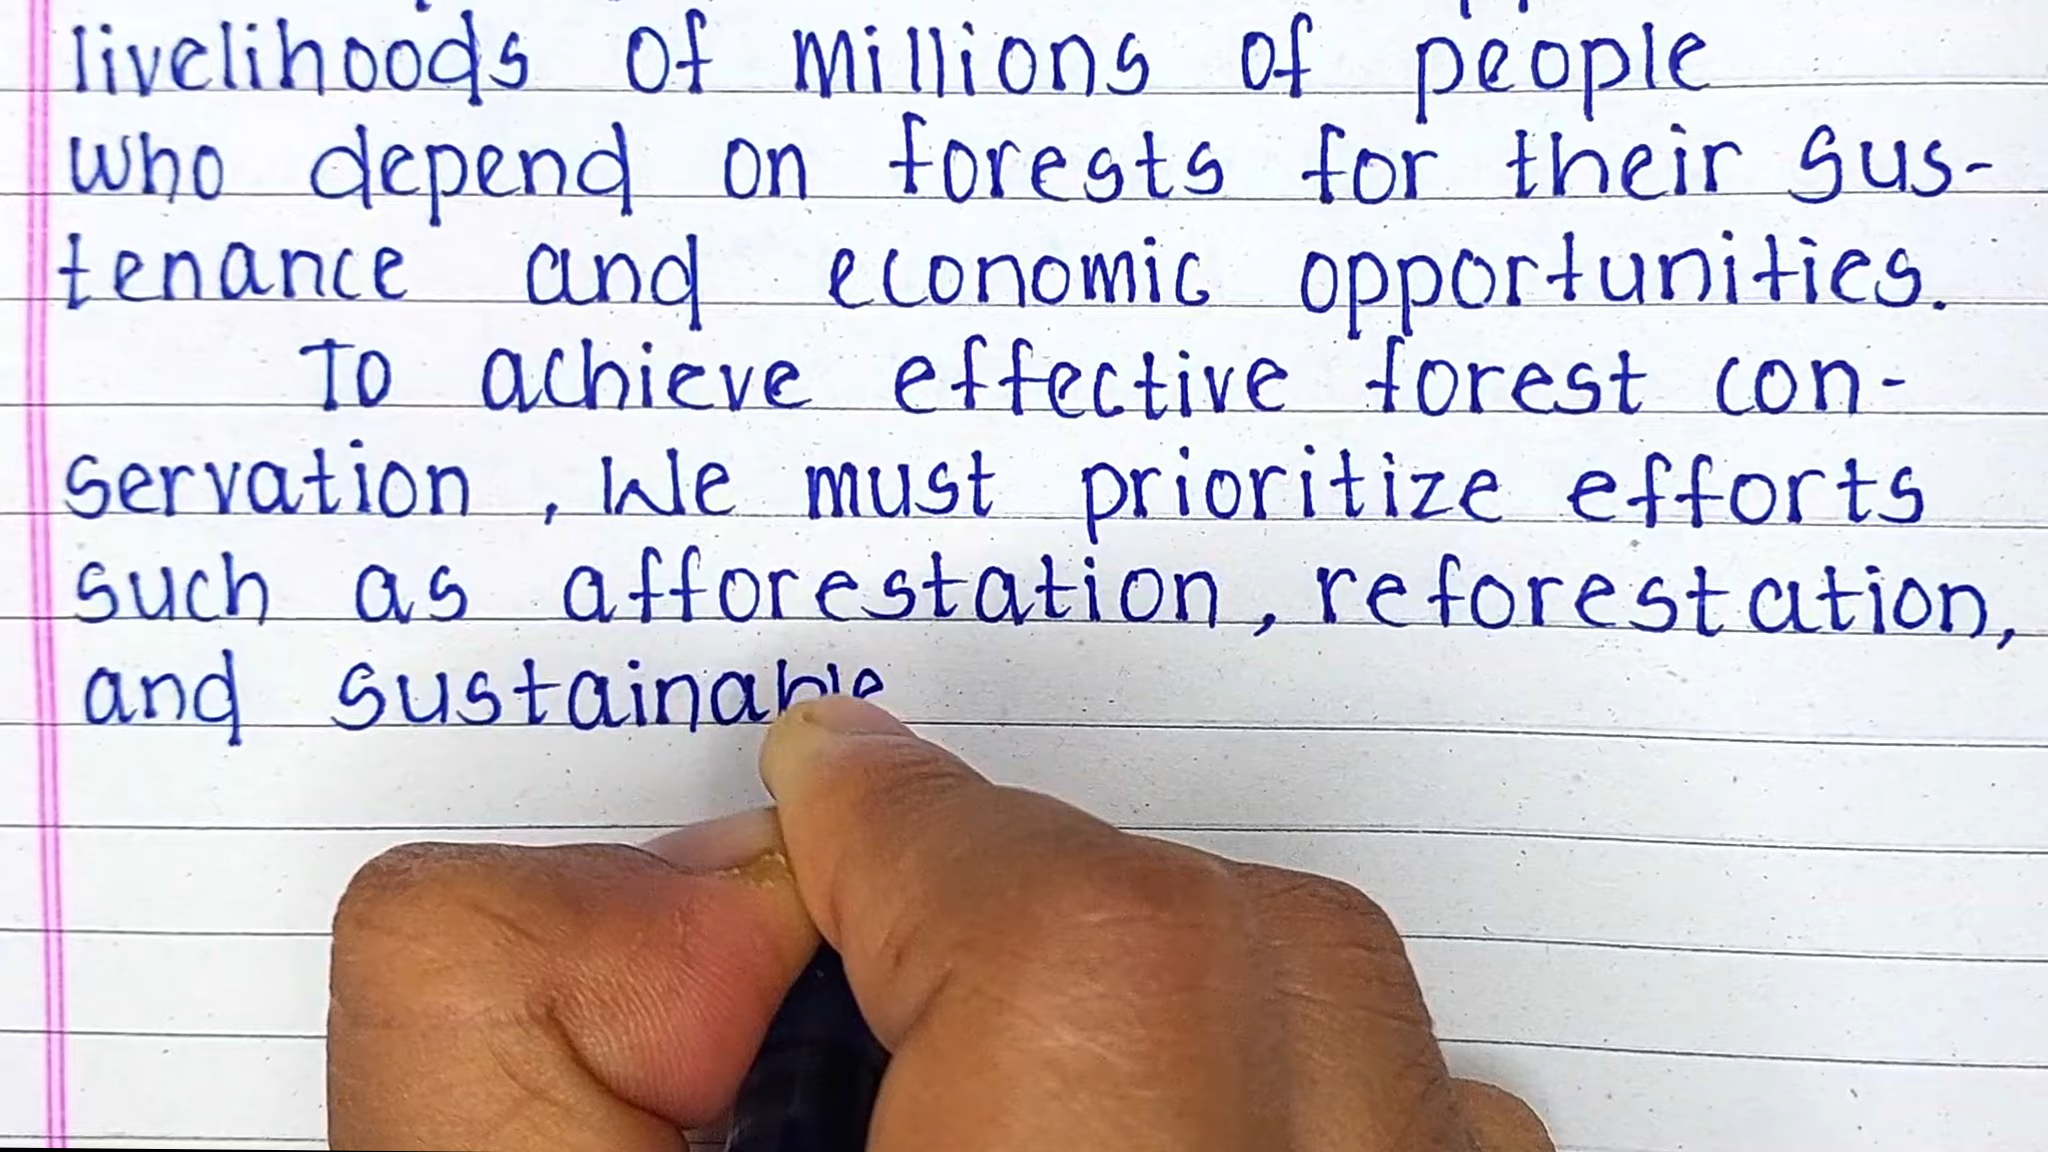 livelihoods of millions of people
who depend on forests for their sus-
tenance and economic opportunities.
To achieve effective forest con-
servation, We must prioritize efforts
such as afforestation, reforestation,
and sustainable